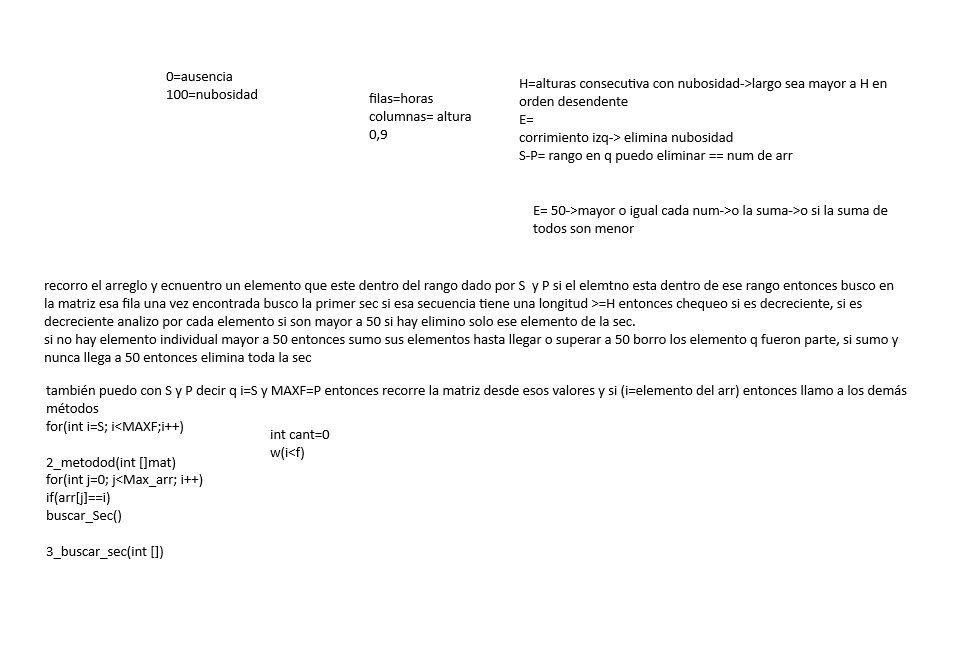 0=ausencia
100=nubosidad
filas=horas
columnas= altura
0,9
H=alturas consecutiva con nubosidad->largo sea mayor a H en
orden desendente
E=
corrimiento izq-> elimina nubosidad
S-P= rango en q puedo eliminar == num de arr
E= 50->mayor o igual cada num->o la suma->o si la suma de
todos son menor
recorro el arreglo y ecnuentro un elemento que este dentro del rango dado por S  y P si el elemtno esta dentro de ese rango entonces busco en
la matriz esa fila una vez encontrada busco la primer sec si esa secuencia tiene una longitud >=H entonces chequeo si es decreciente, si es
decreciente analizo por cada elemento si son mayor a 50 si hay elimino solo ese elemento de la sec.
si no hay elemento individual mayor a 50 entonces sumo sus elementos hasta llegar o superar a 50 borro los elemento q fueron parte, si sumo y
nunca llega a 50 entonces elimina toda la sec
también puedo con S y P decir q i=S y MAXF=P entonces recorre la matriz desde esos valores y si (i=elemento del arr) entonces llamo a los demás
métodos
for(int i=S; i<MAXF;i++)
int cant=0
w(i<f)
2_metodod(int []mat)
for(int j=0; j<Max_arr; i++)
if(arr[j]==i)
buscar_Sec()
3_buscar_sec(int [])